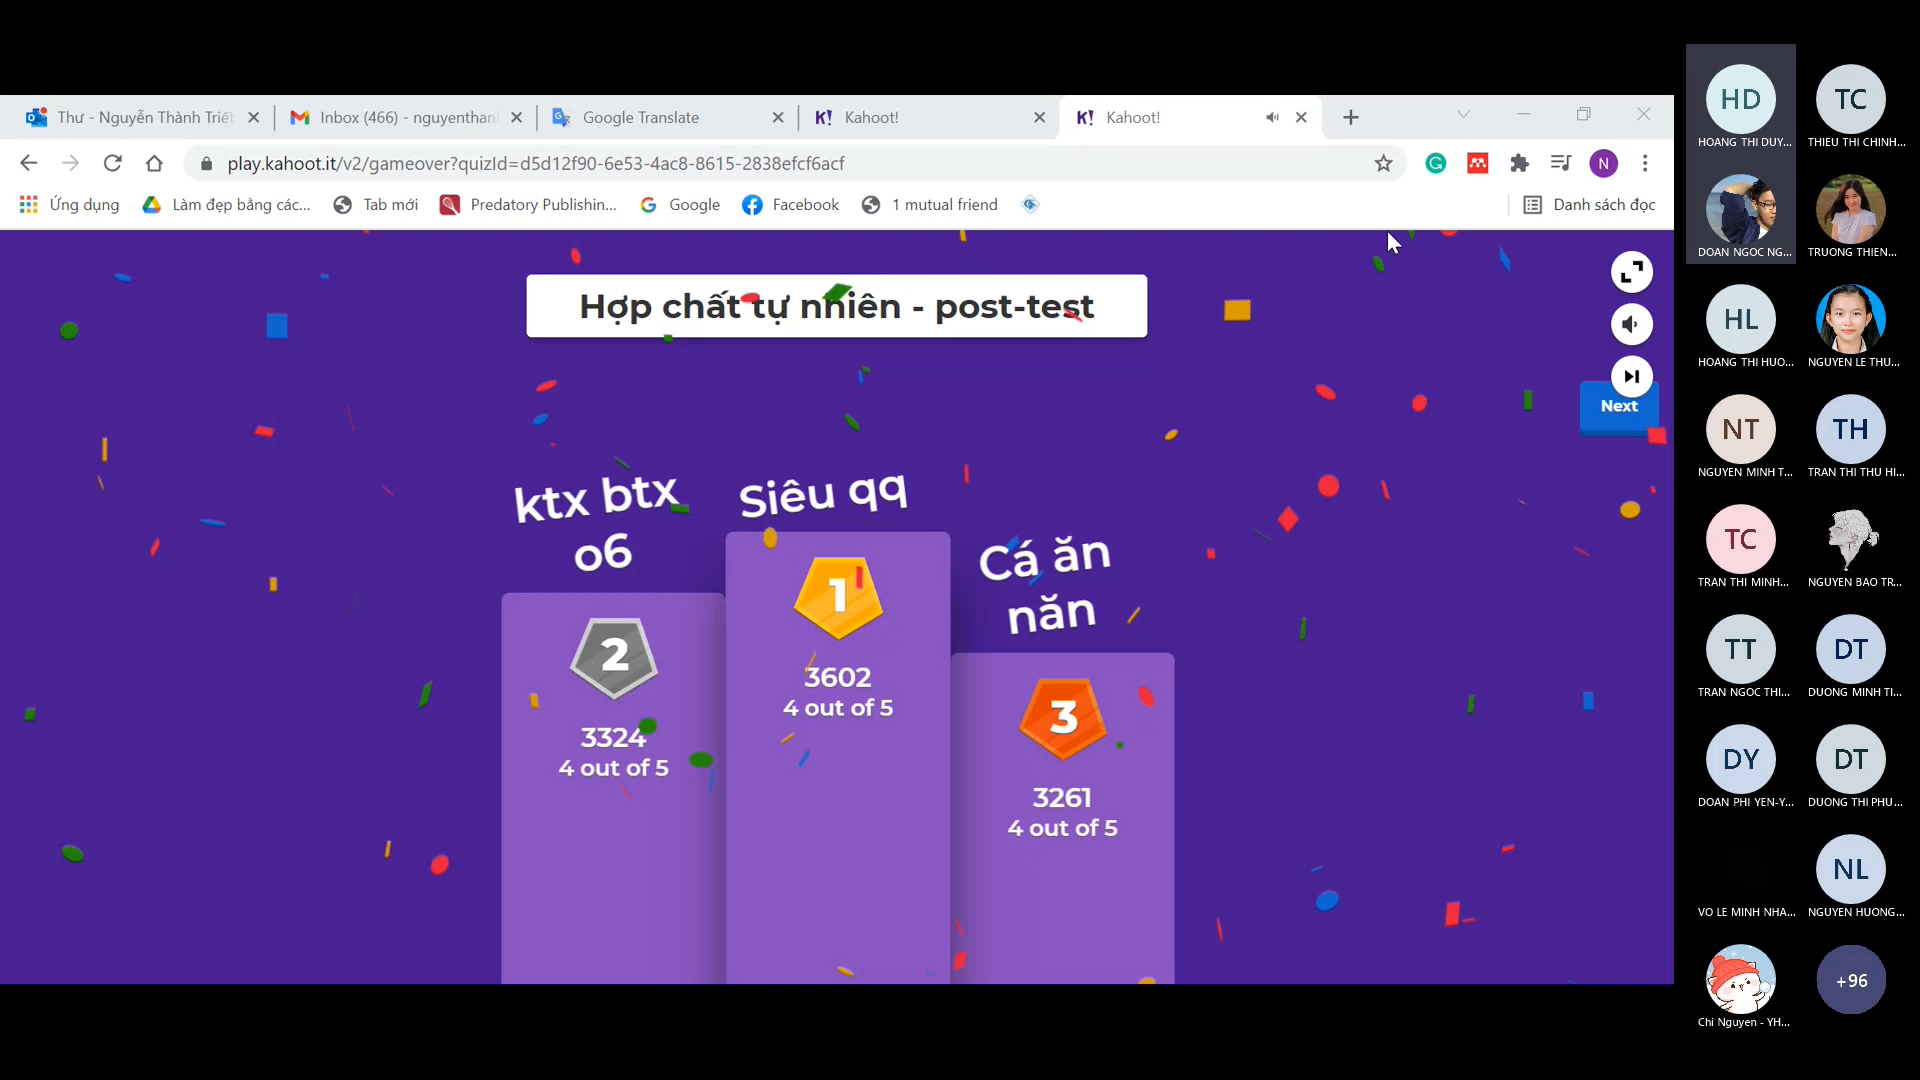 Thư - Nguyễn Thành Triết
Inbox (466) - nguyenthan
Google Translate
K! Kahoot!
K! Kahoot!
play.kahoot.it/v2/gameover?quizId=d5d12f90-6e53-4ac8-8615-2838efcf6acf
N
Ứng dụng
Làm đẹp bằng các...
Tab mới
Predatory Publishin...
Google
Facebook
1 mutual friend
Danh sách đọc
Hợp chất tự nhiên - post-test
Next
ktx btx
o6
2
3324
4 out of 5
Siêu qq
1
3602
4 out of 5
Cá ăn
năn
3
3261
4 out of 5
HD
HOANG THI DUY...
TC
THIEU THI CHINH...
DOAN NGOC NG...
TRUONG THIEN...
HL
HOANG THI HUO...
NGUYEN LE THU...
NT
NGUYEN MINH T...
TH
TRAN THI THU HI...
TC
TRAN THI MINH...
NGUYEN BAO TR...
TT
TRAN NGOC THI...
DT
DUONG MINH TI...
DY
DOAN PHI YEN-Y...
DT
DUONG THI PHU...
VO LE MINH NHA...
NL
NGUYEN HUONG...
Chi Nguyen - YH...
+96